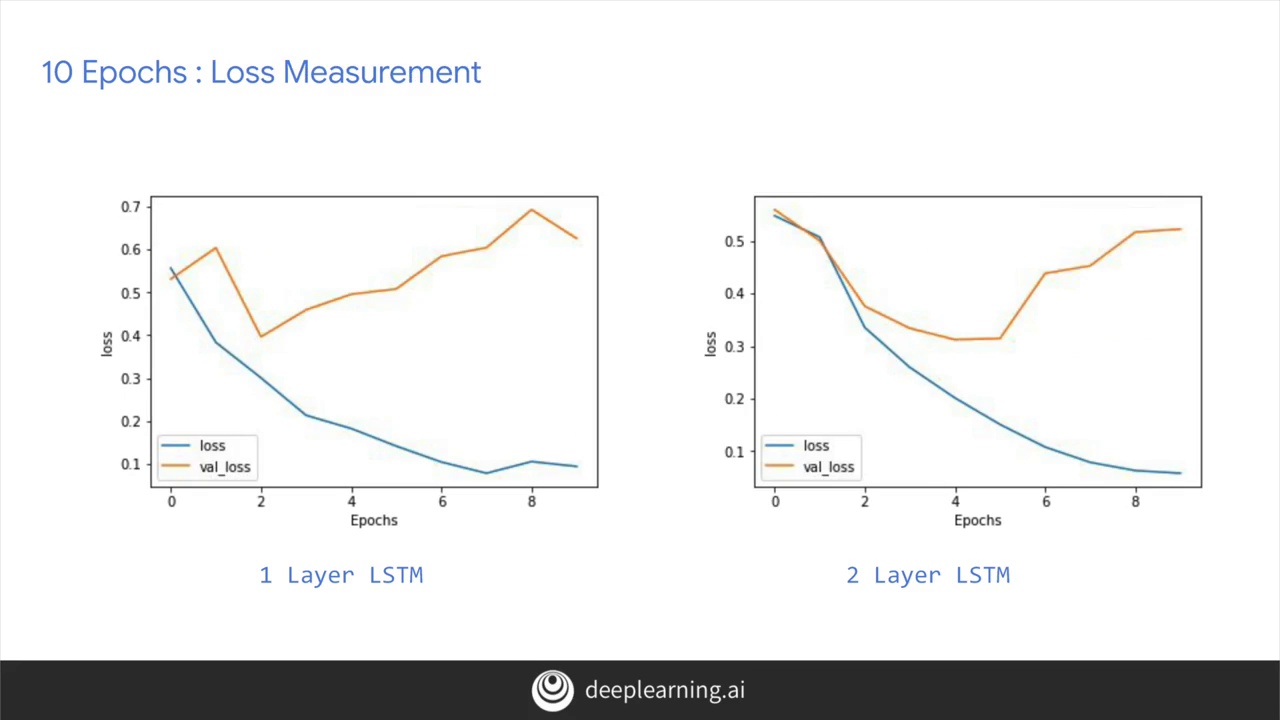 10 Epochs : Loss Measurement
0.7
0.6
0.5
0.4
0.3
0.2
0.1
loss
loss
val_loss
0 2 4 6 8
Epochs
1 Layer LSTM
0.5
0.4
0.3
0.2
0.1
loss
loss
val_loss
0 2 4 6 8
Epochs
2 Layer LSTM
deeplearning.ai